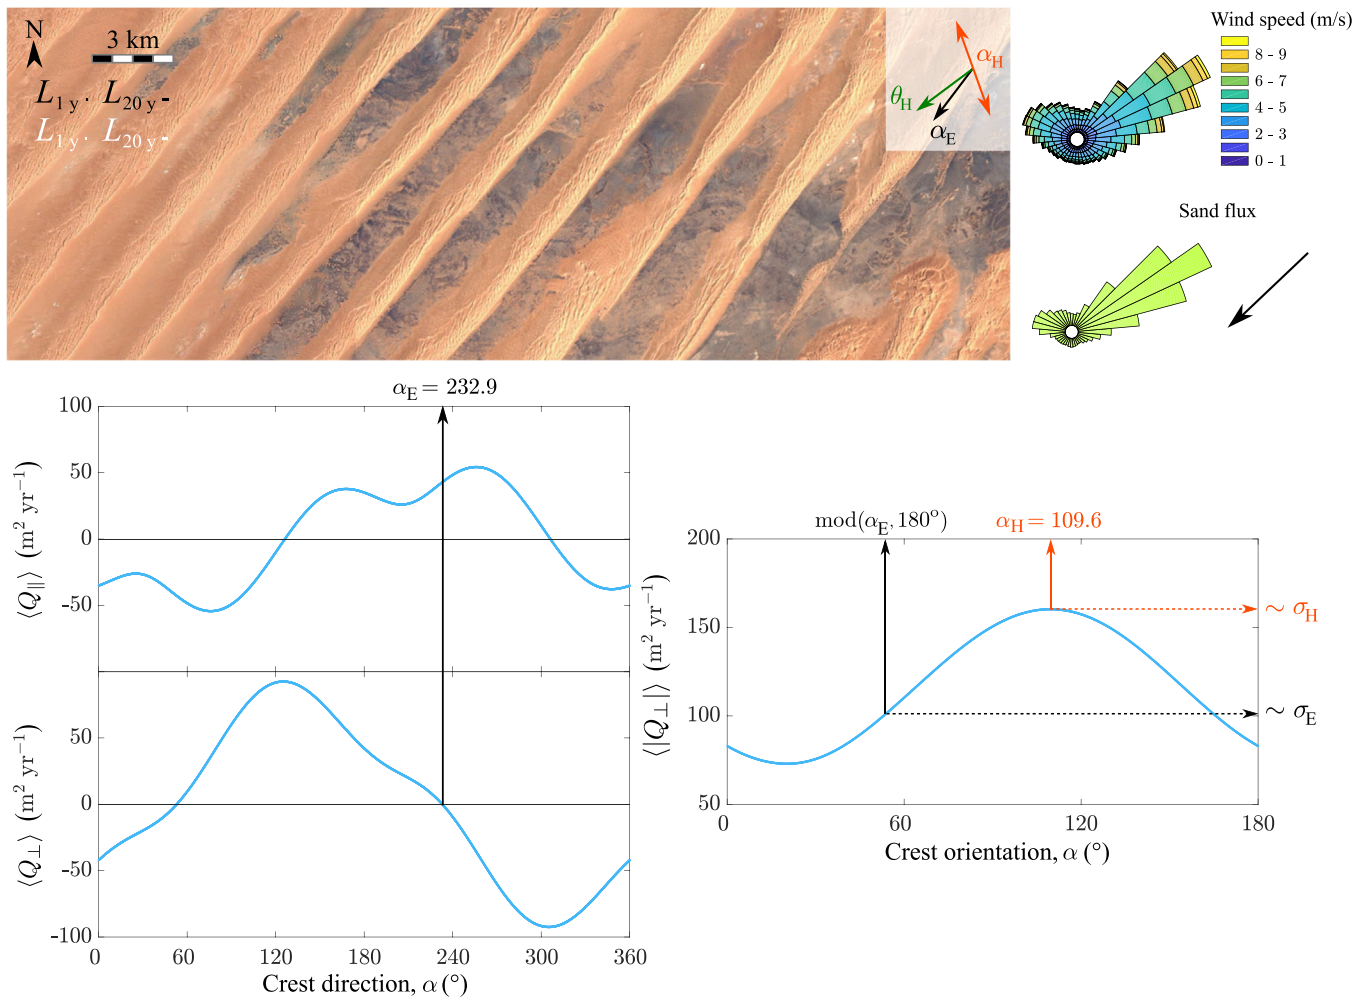 N
3 km
L1 y · L20 y -
L1 y · L20 y -
αH
θH
αE
Wind speed (m/s)
8 - 9
6 - 7
4 - 5
2 - 3
0 - 1
Sand flux
αE = 232.9
100
50
0
-50
⟨Q∥⟩ (m² yr⁻¹)
50
0
-50
-100
⟨Q⊥⟩ (m² yr⁻¹)
0 60 120 180 240 300 360
Crest direction, α (°)
mod(αE, 180°)
αH = 109.6
200
150
100
50
⟨|Q⊥|⟩ (m² yr⁻¹)
∼ σH
∼ σE
0 60 120 180
Crest orientation, α (°)